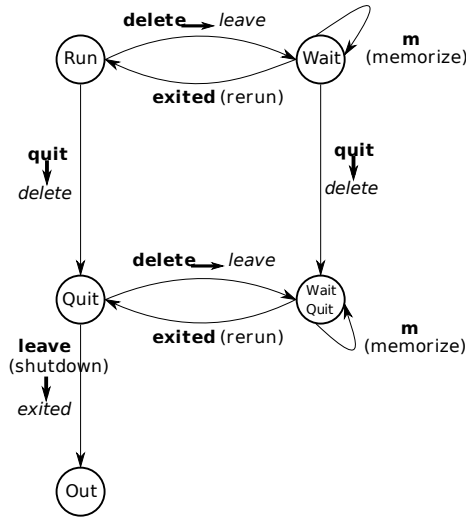 delete leave
Run
Wait
m
(memorize)
exited (rerun)
quit
delete
quit
delete
delete leave
Quit
Wait
Quit
exited (rerun)
m
(memorize)
leave
(shutdown)
exited
Out